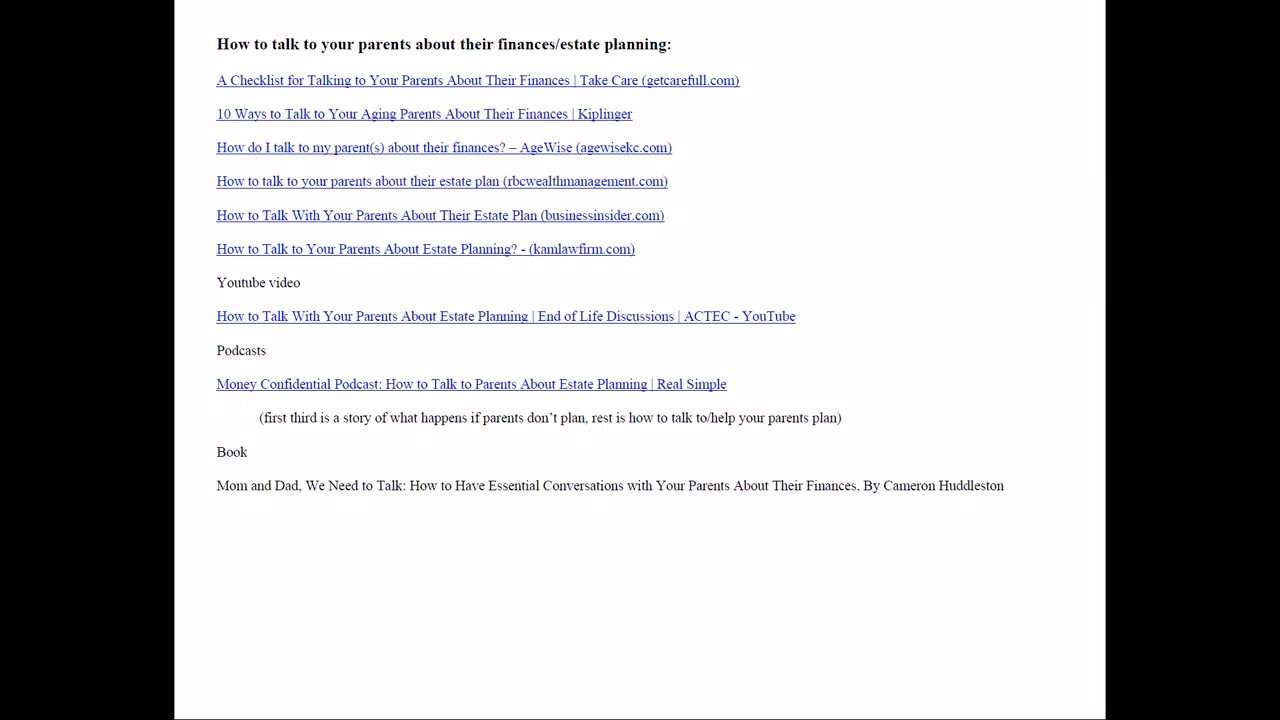 How to talk to your parents about their finances/estate planning:
A Checklist for Talking to Your Parents About Their Finances | Take Care (getcarefull.com)
10 Ways to Talk to Your Aging Parents About Their Finances | Kiplinger
How do I talk to my parent(s) about their finances? – AgeWise (agewisekc.com)
How to talk to your parents about their estate plan (rbcwealthmanagement.com)
How to Talk With Your Parents About Their Estate Plan (businessinsider.com)
How to Talk to Your Parents About Estate Planning? - (kamlawfirm.com)
Youtube video
How to Talk With Your Parents About Estate Planning | End of Life Discussions | ACTEC - YouTube
Podcasts
Money Confidential Podcast: How to Talk to Parents About Estate Planning | Real Simple
(first third is a story of what happens if parents don’t plan, rest is how to talk to/help your parents plan)
Book
Mom and Dad, We Need to Talk: How to Have Essential Conversations with Your Parents About Their Finances, By Cameron Huddleston